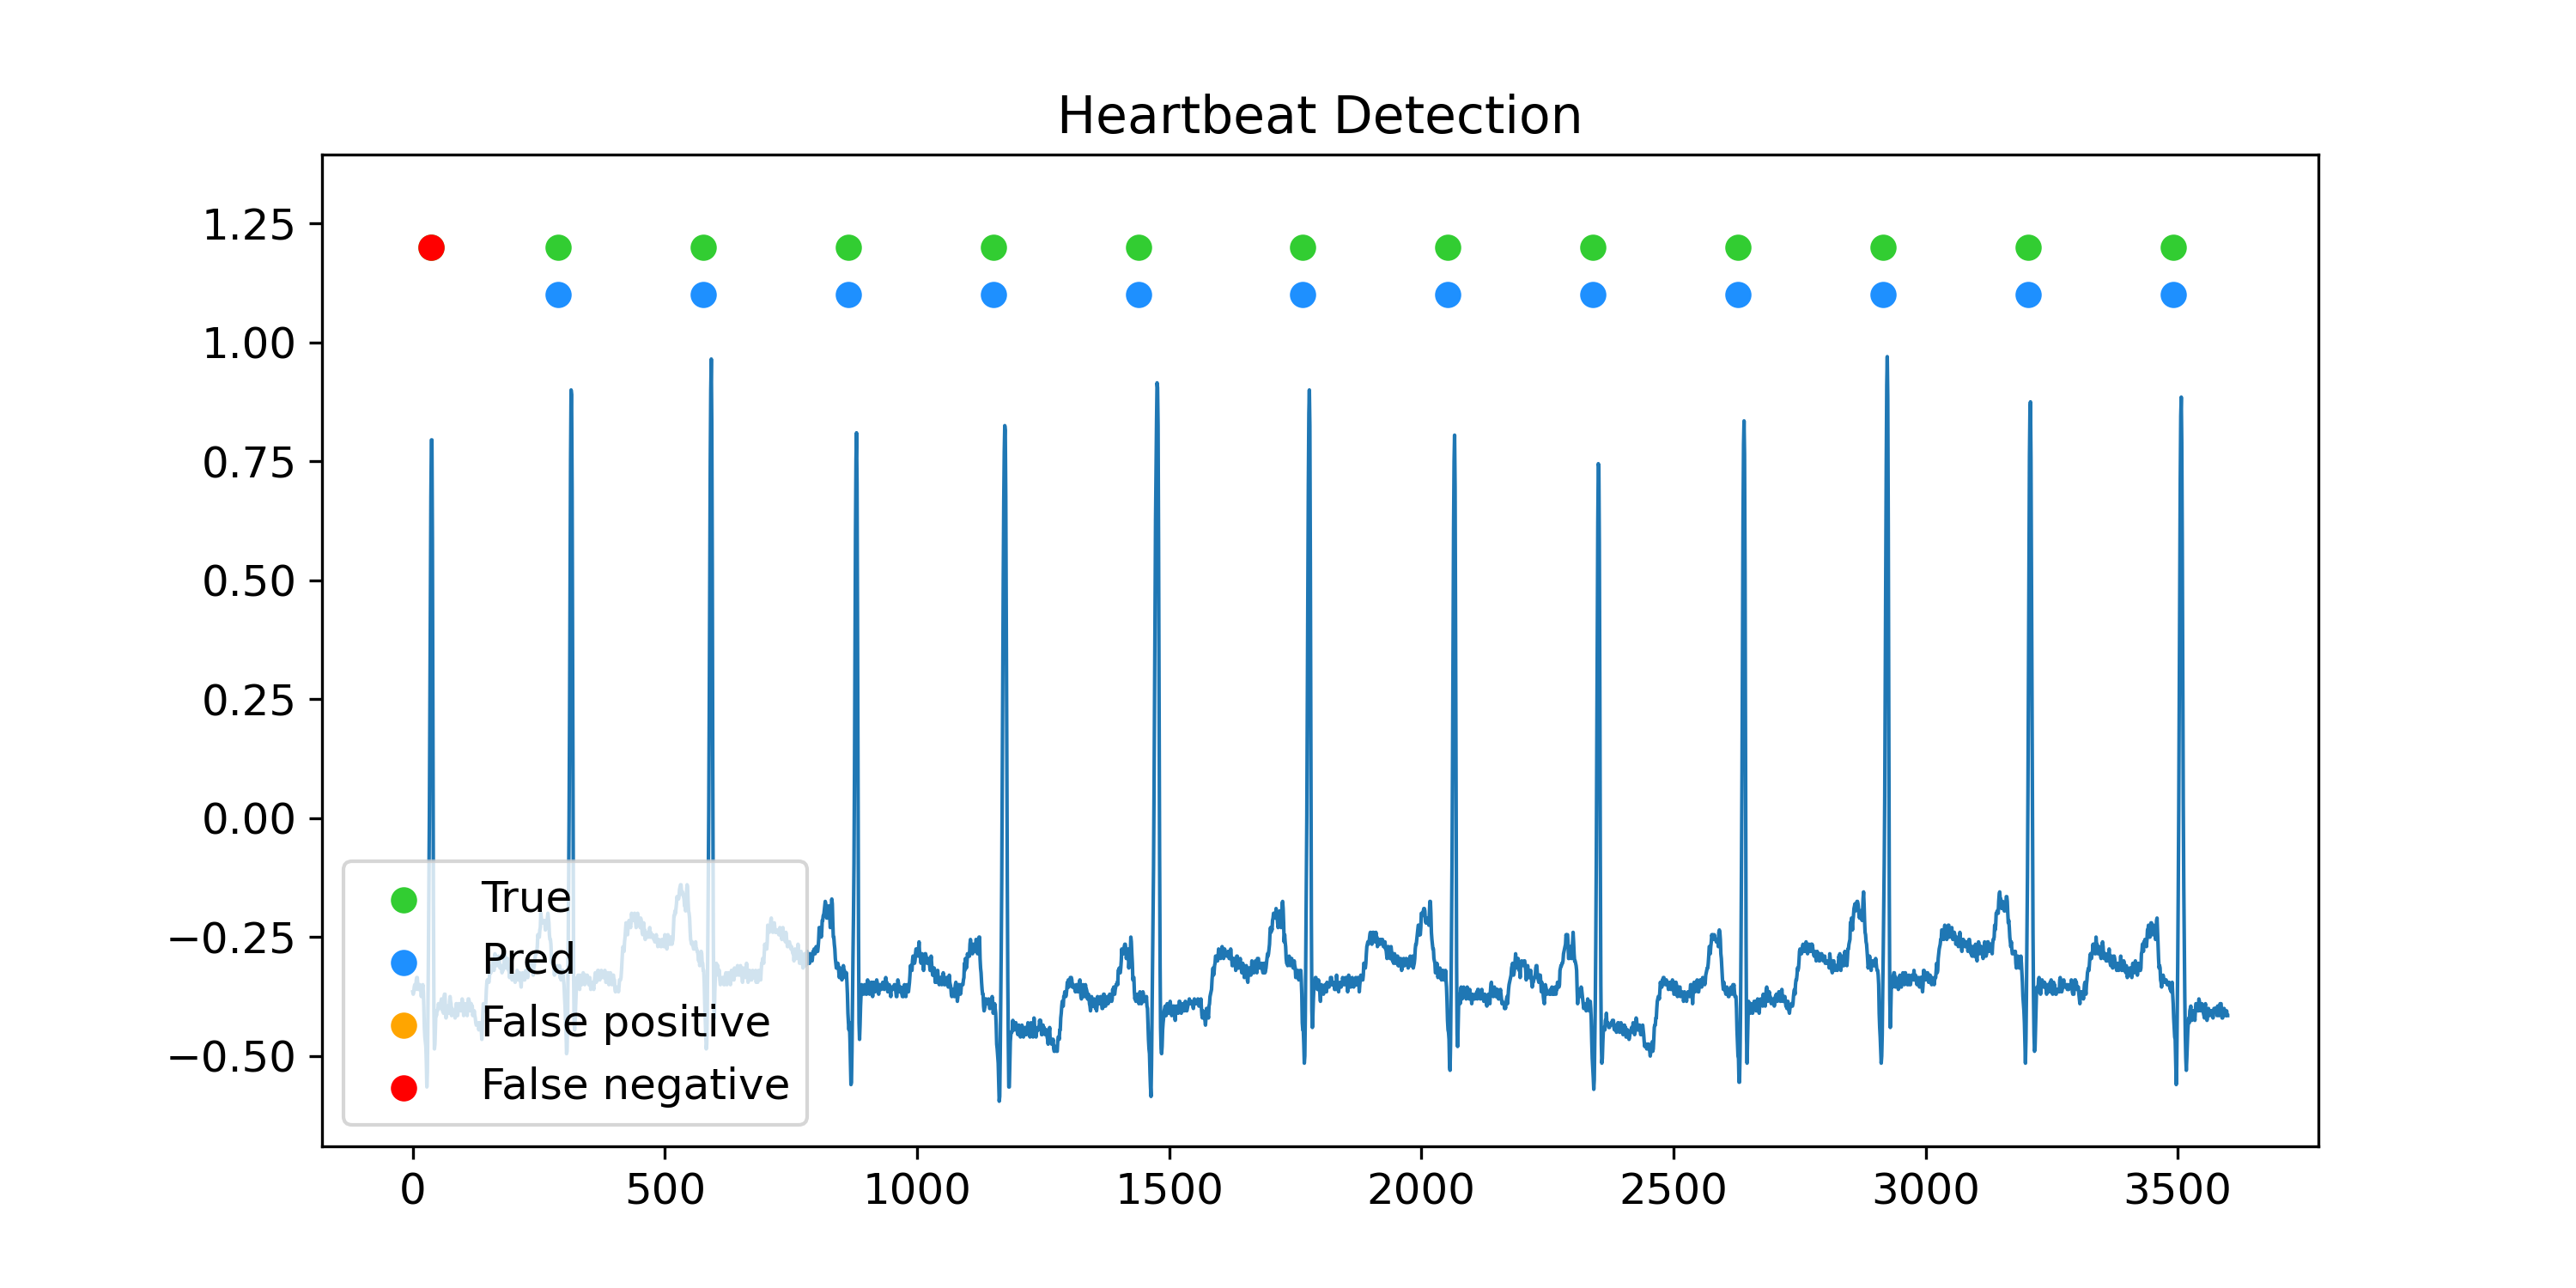 Heartbeat Detection
1.25
1.00
0.75
0.50
0.25
0.00
−0.25
−0.50
True
Pred
False positive
False negative
0 500 1000 1500 2000 2500 3000 3500